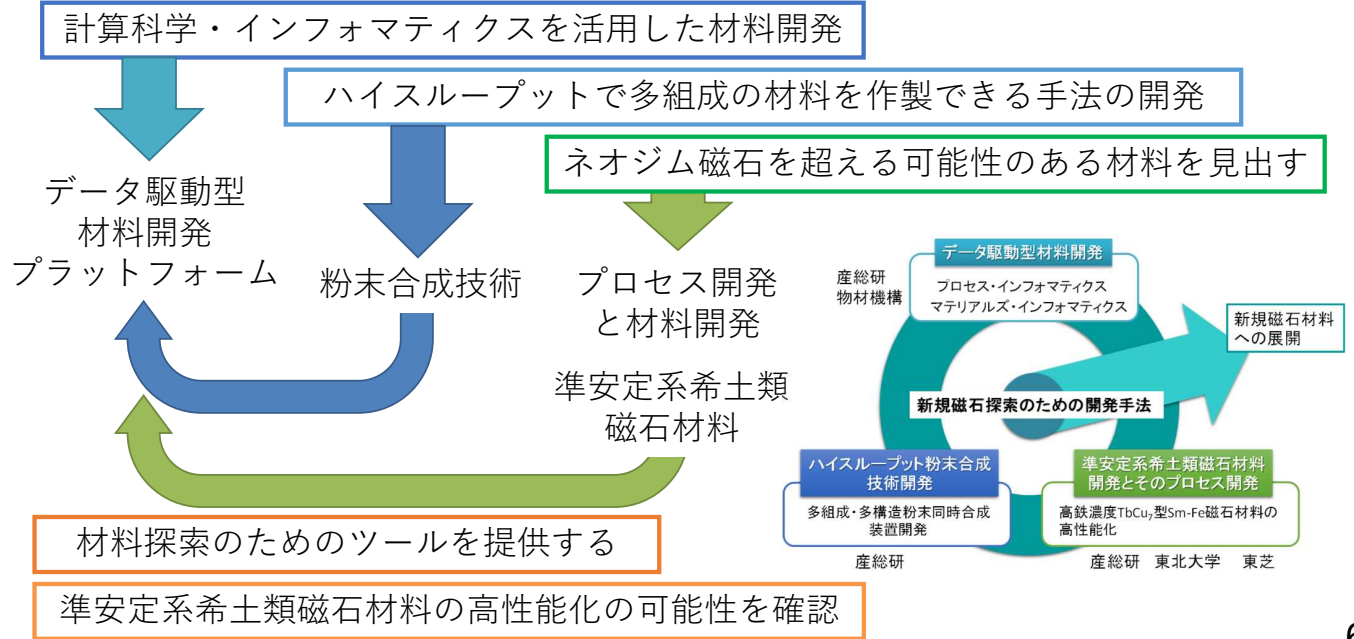 計算科学・インフォマティクスを活用した材料開発
ハイスループットで多組成の材料を作製できる手法の開発
ネオジム磁石を超える可能性のある材料を見出す
データ駆動型
材料開発
プラットフォーム
粉末合成技術
プロセス開発
と材料開発
準安定系希土類
磁石材料
材料探索のためのツールを提供する
準安定系希土類磁石材料の高性能化の可能性を確認
データ駆動型材料開発
産総研
物材機構
プロセス・インフォマティクス
マテリアルズ・インフォマティクス
新規磁石材料
への展開
新規磁石探索のための開発手法
ハイスループット粉末合成
技術開発
多組成・多構造粉末同時合成
装置開発
産総研
準安定系希土類磁石材料
開発とそのプロセス開発
高鉄濃度TbCu₇型Sm-Fe磁石材料の
高性能化
産総研 東北大学 東芝